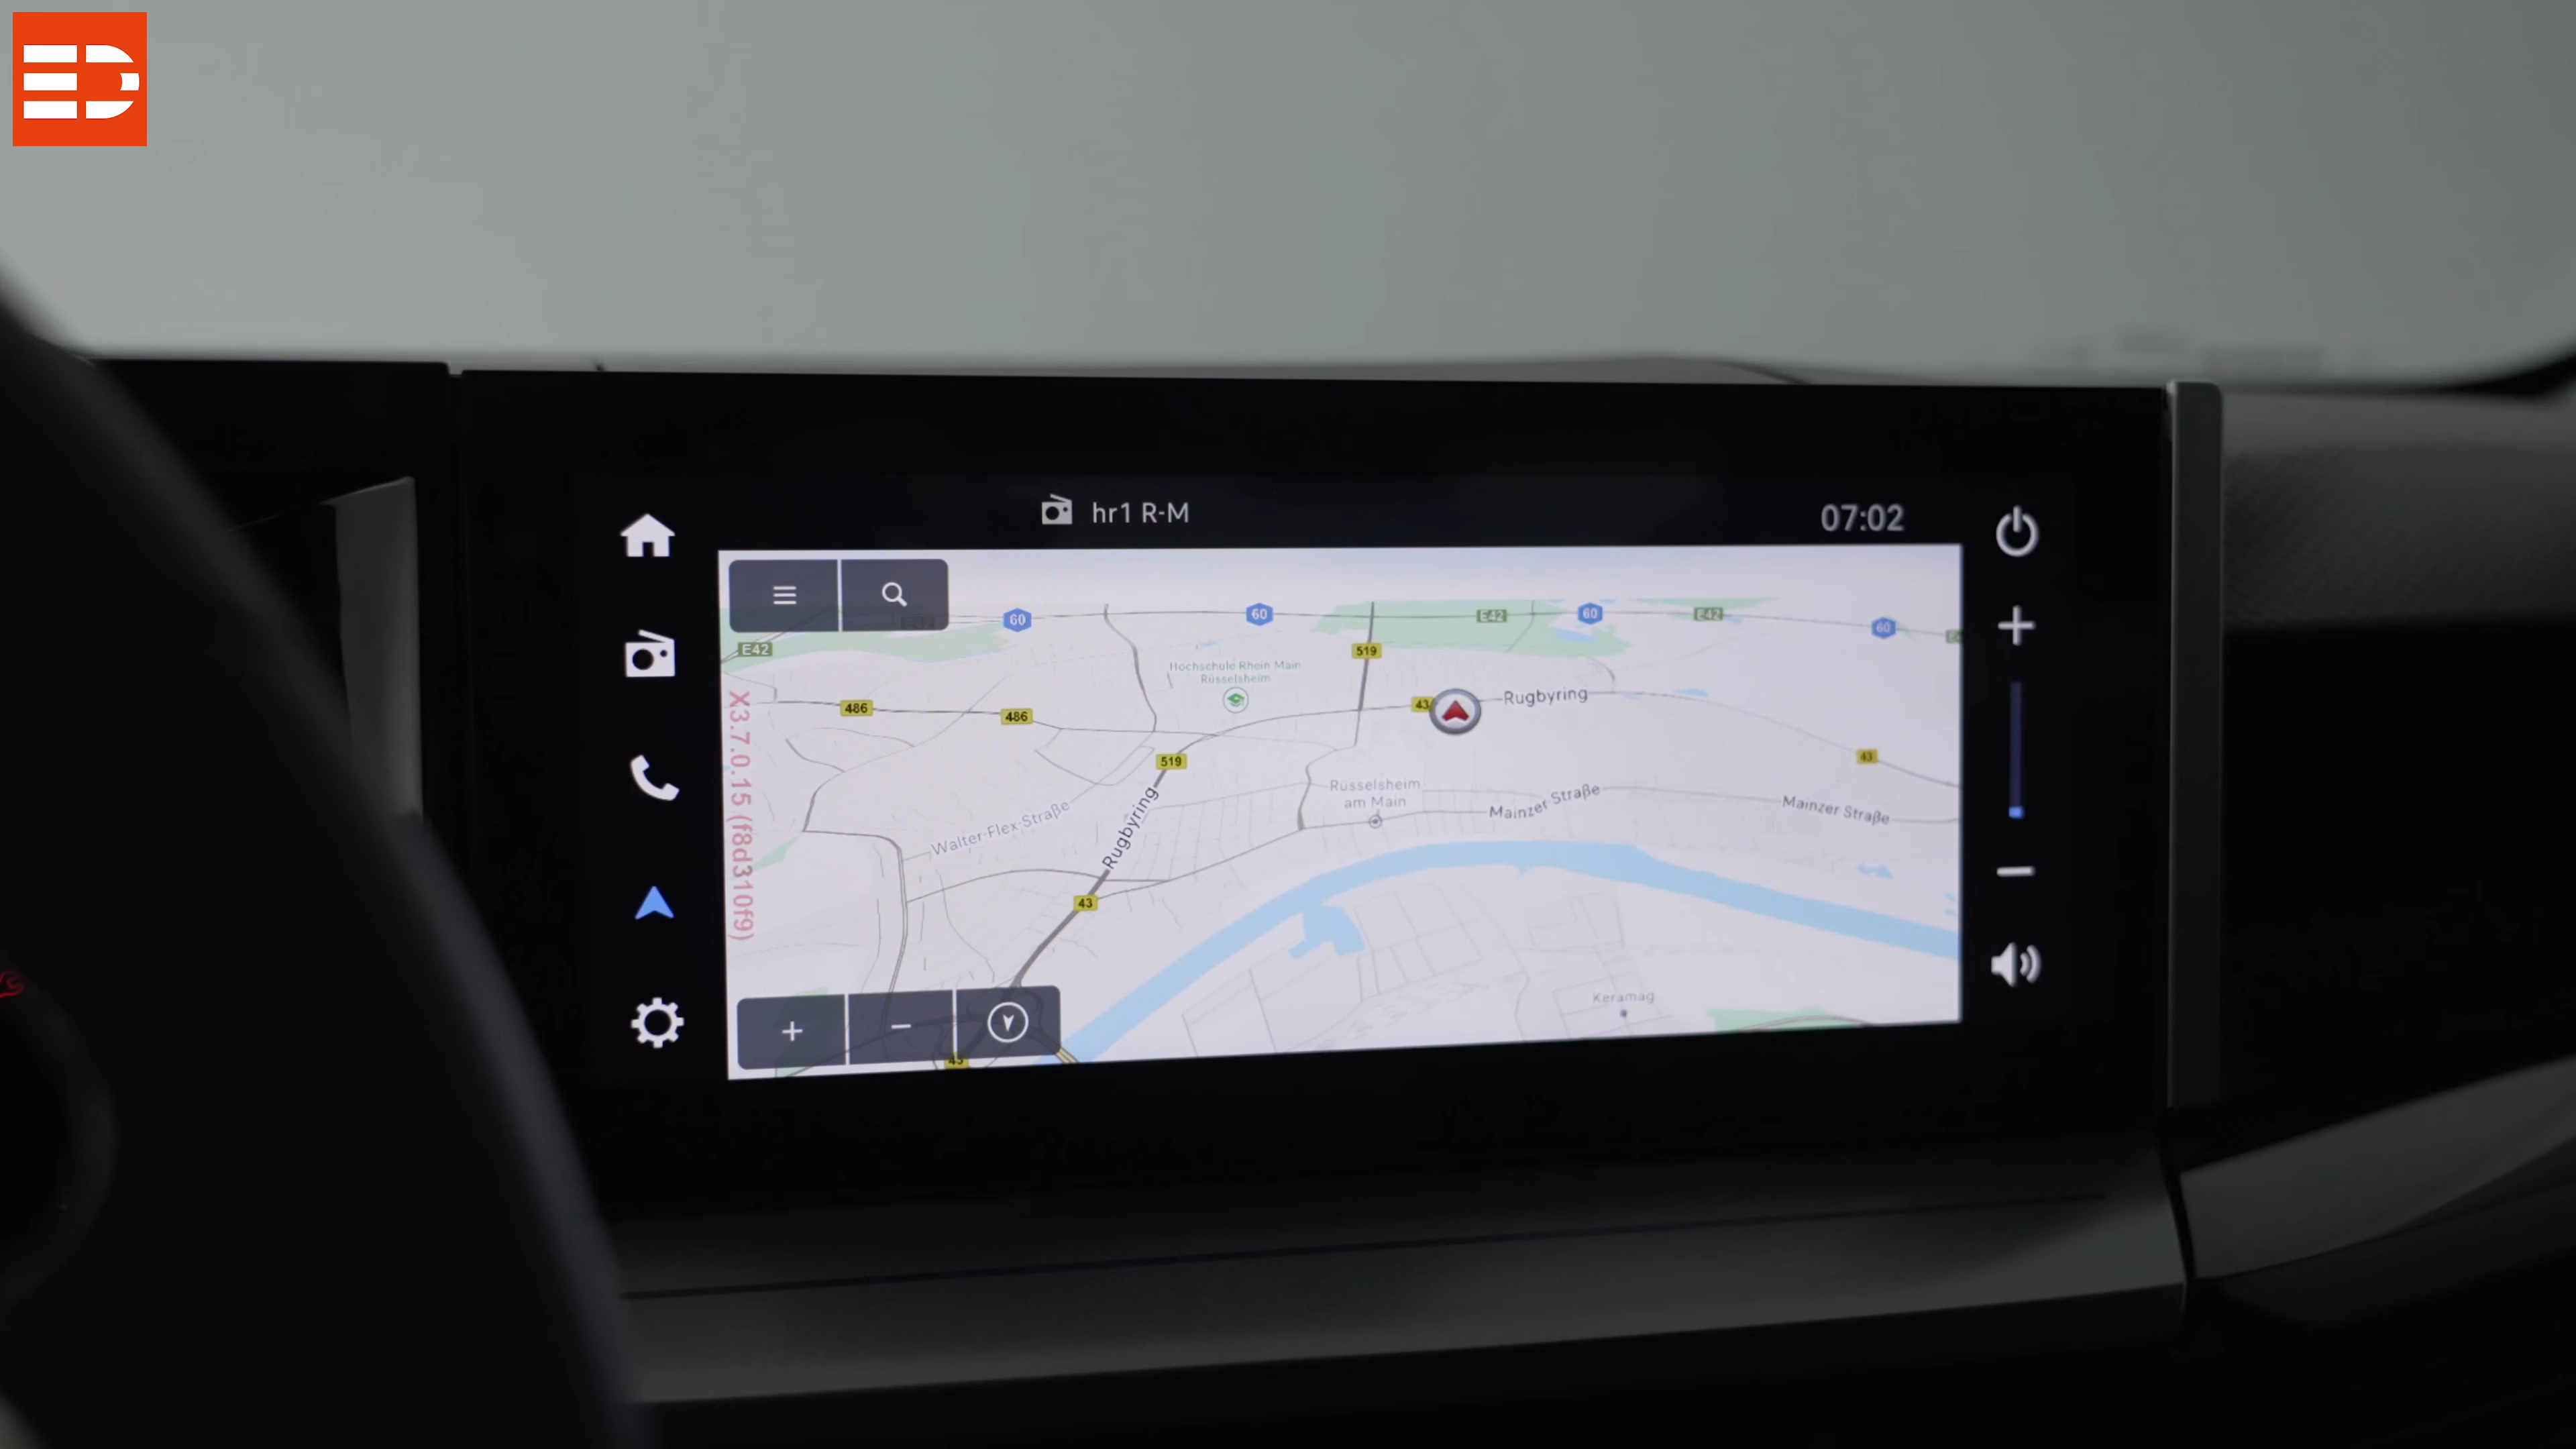 ED
hr1 R-M
07:02
60
60
E42
60
E42
60
E42
519
Hochschule Rhein Main
Rüsselsheim
486
486
43
Rugbyring
43
519
Rüsselsheim
am Main
Mainzer Straße
Mainzer Straße
Walter-Flex-Straße
Rugbyring
X3.7.0.15 (f8d310f9)
43
Keramag
43